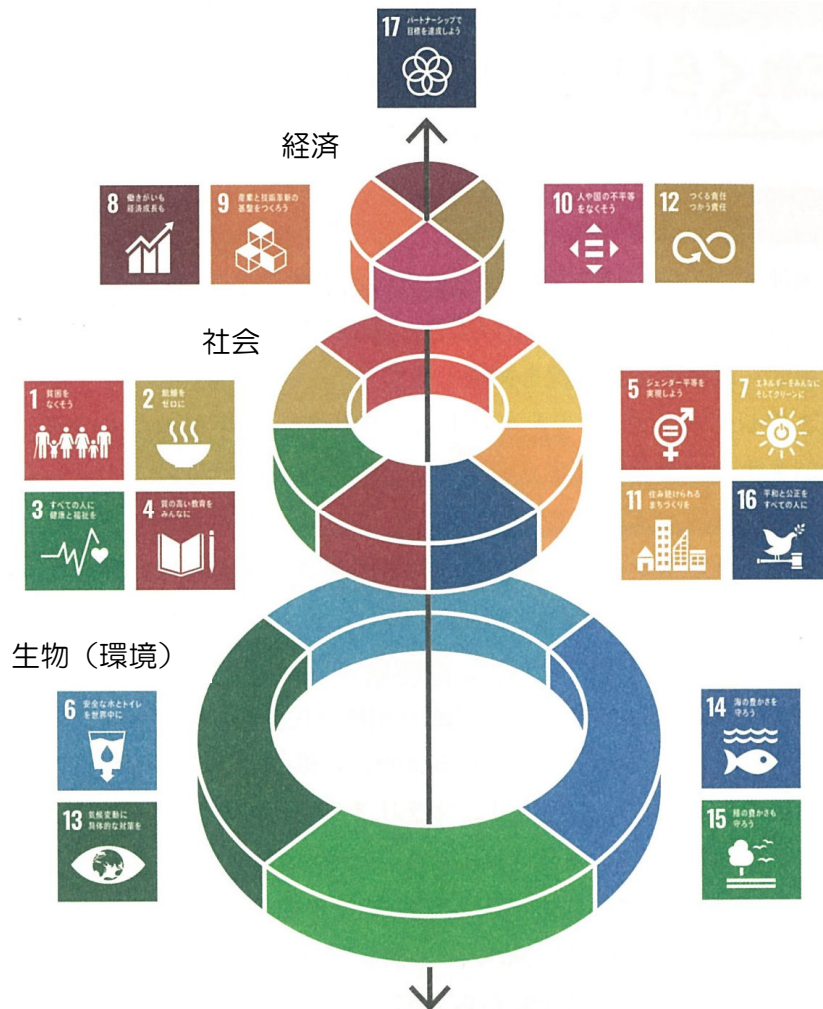 17 パートナーシップで
目標を達成しよう
経済
8 働きがいも
経済成長も
9 産業と技術革新の
基盤をつくろう
10 人や国の不平等
をなくそう
12 つくる責任
つかう責任
社会
1 貧困を
なくそう
2 飢餓を
ゼロに
5 ジェンダー平等を
実現しよう
7 エネルギーをみんなに
そしてクリーンに
3 すべての人に
健康と福祉を
4 質の高い教育を
みんなに
11 住み続けられる
まちづくりを
16 平和と公正を
すべての人に
生物（環境）
6 安全な水とトイレ
を世界中に
14 海の豊かさを
守ろう
13 気候変動に
具体的な対策を
15 陸の豊かさも
守ろう